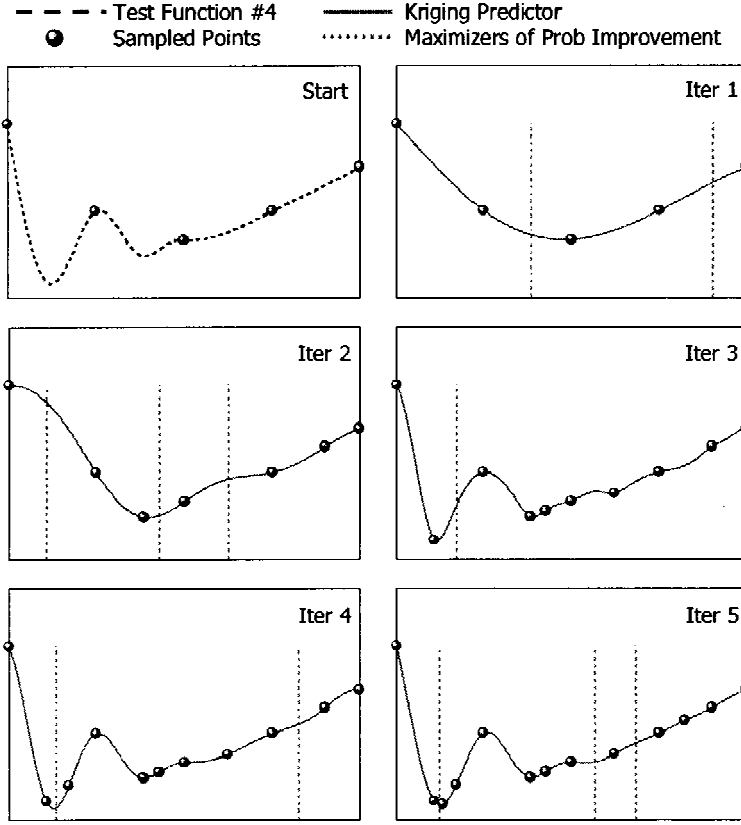 Test Function #4 Kriging Predictor
Sampled Points Maximizers of Prob Improvement
Start Iter 1
Iter 2 Iter 3
Iter 4 Iter 5